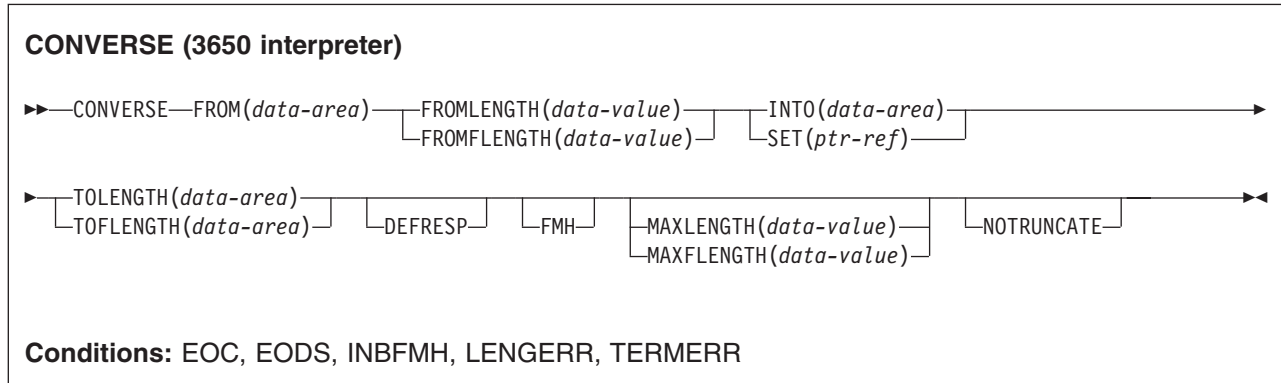 CONVERSE (3650 interpreter)
CONVERSE FROM(data-area) FROMLENGTH(data-value) INTO(data-area)
FROMFLENGTH(data-value) SET(ptr-ref)
TOLENGTH(data-area)
TOFLENGTH(data-area) DEFRESP FMH MAXLENGTH(data-value) NOTRUNCATE
MAXFLENGTH(data-value)
Conditions: EOC, EODS, INBFMH, LENGERR, TERMERR